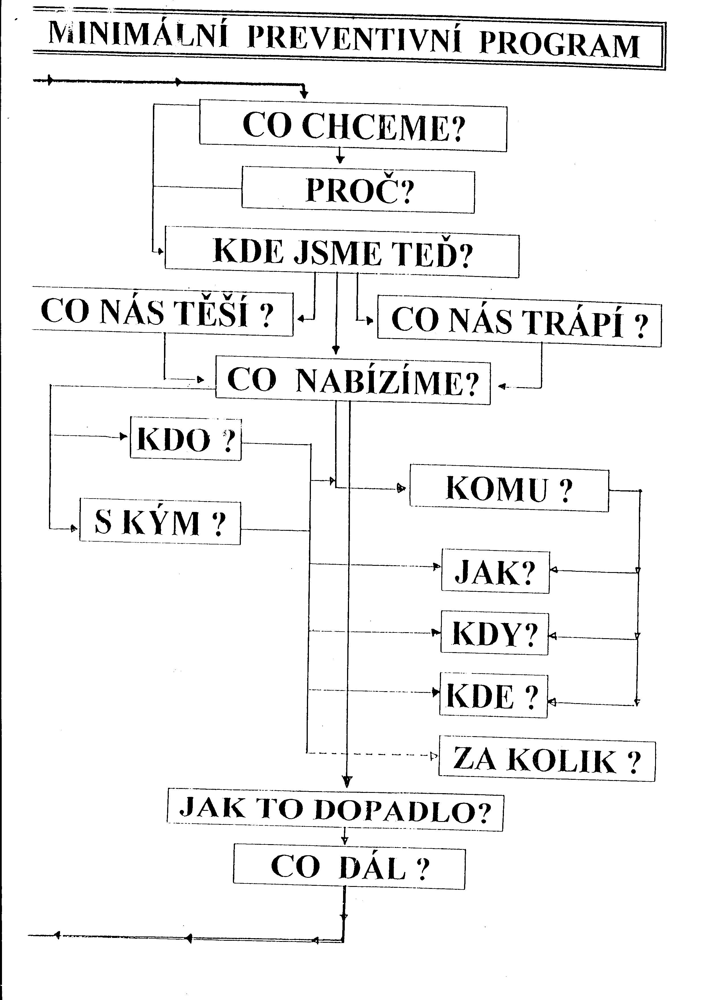 MINIMÁLNÍ PREVENTIVNÍ PROGRAM
CO CHCEME?
PROČ?
KDE JSME TEĎ?
CO NÁS TĚŠÍ ?
CO NÁS TRÁPÍ ?
CO NABÍZÍME?
KDO ?
KOMU ?
S KÝM ?
JAK?
KDY?
KDE ?
ZA KOLIK ?
JAK TO DOPADLO?
CO DÁL ?